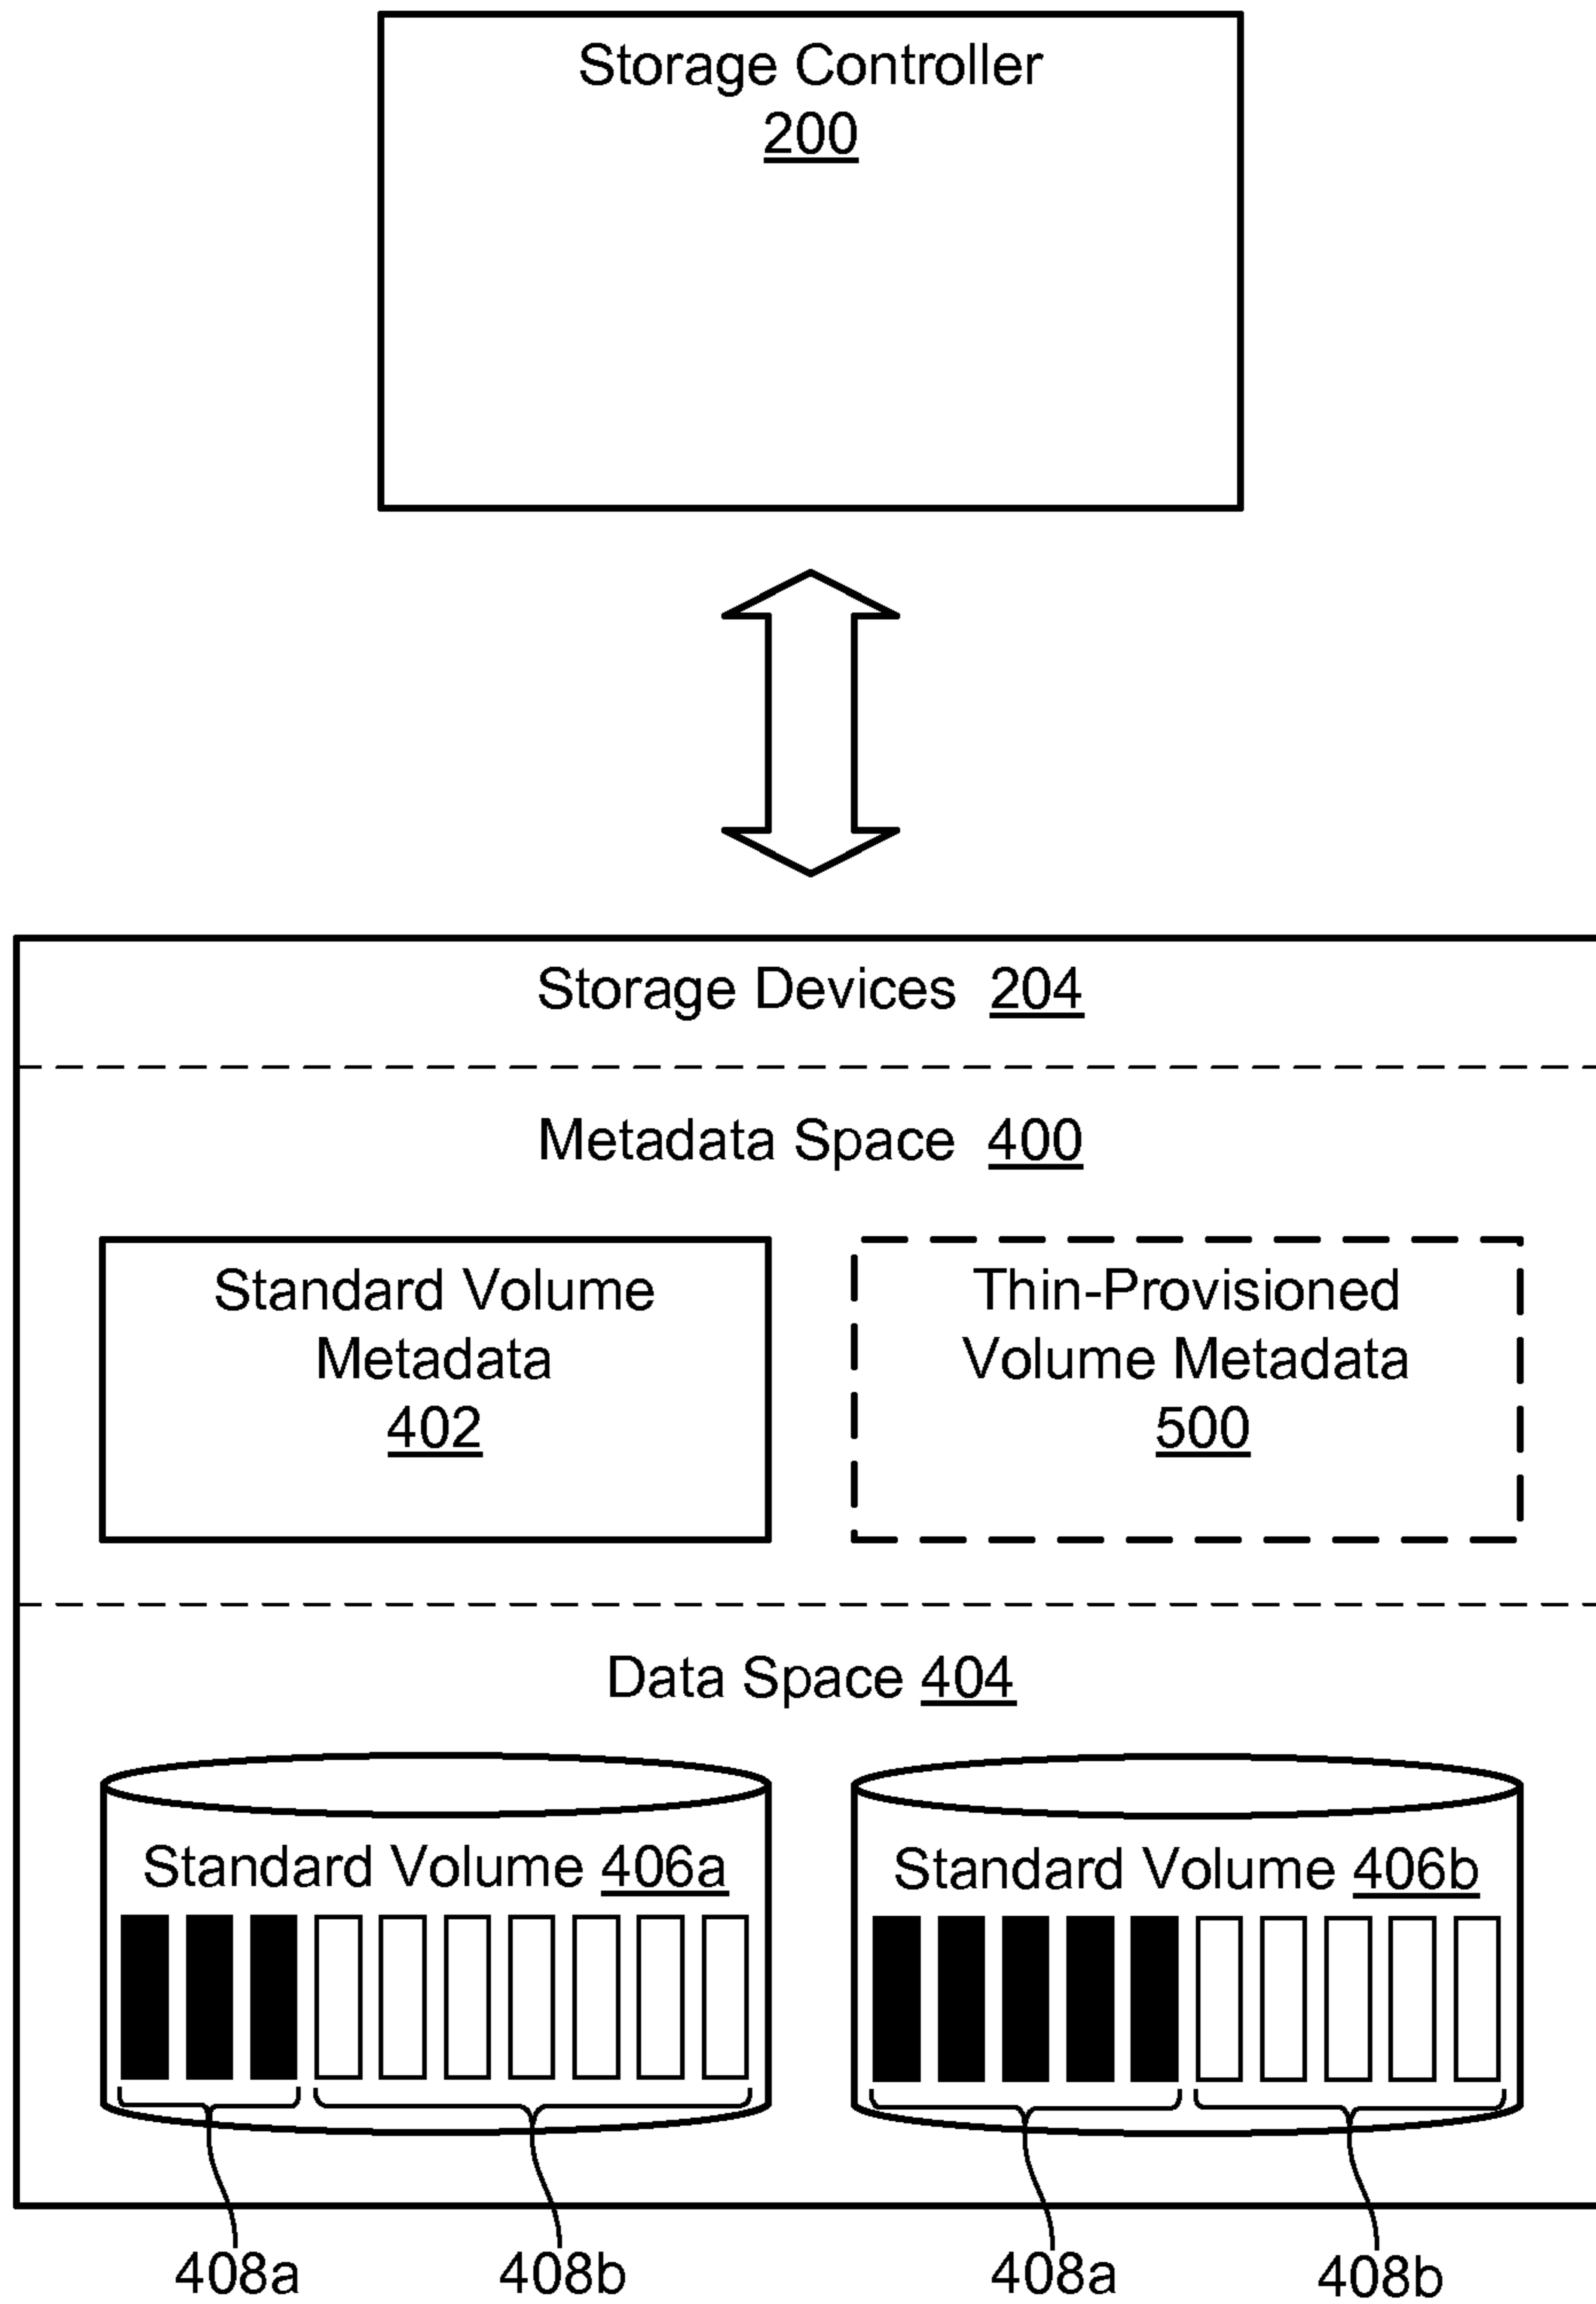 Storage Controller
200
Storage Devices 204
Metadata Space 400
Standard Volume
Metadata
402
Thin-Provisioned
Volume Metadata
500
Data Space 404
Standard Volume 406a
Standard Volume 406b
408a
408b
408a
408b